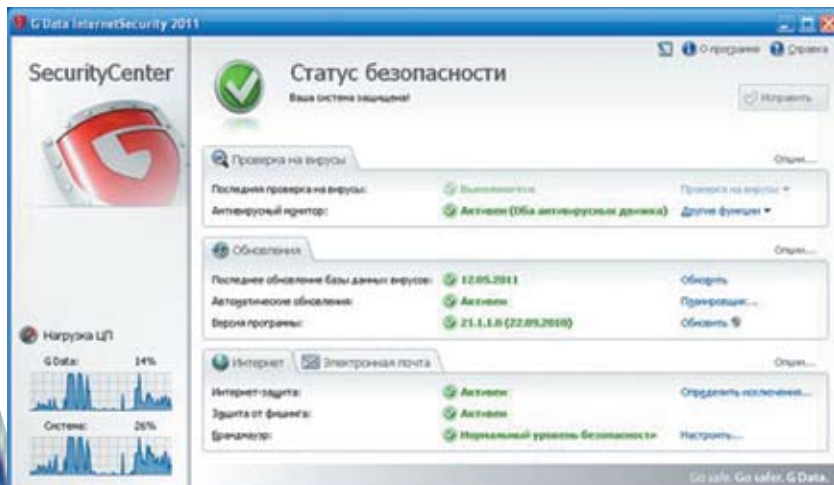 G Data InternetSecurity 2011
SecurityCenter
О программе Справка
Статус безопасности
Ваша система защищена!
Исправить
Проверка на вирусы
Опции...
Последняя проверка на вирусы: Выполняется Проверка на вирусы
Антивирусный монитор: Активен (Оба антивирусных движка) Другие функции
Обновления
Опции...
Последнее обновление базы данных вирусов: 12.05.2011 Обновить
Автоматические обновления: Активен Планировщик...
Версия программы: 21.1.1.0 (22.09.2010) Обновить
Интернет Электронная почта
Опции...
Интернет-защита: Активен Определить исключения...
Защита от фишинга: Активен
Брандмауэр: Нормальный уровень безопасности Настроить...
Нагрузка ЦП
G Data: 14%
Система: 26%
Go safe. Go safer. G Data.